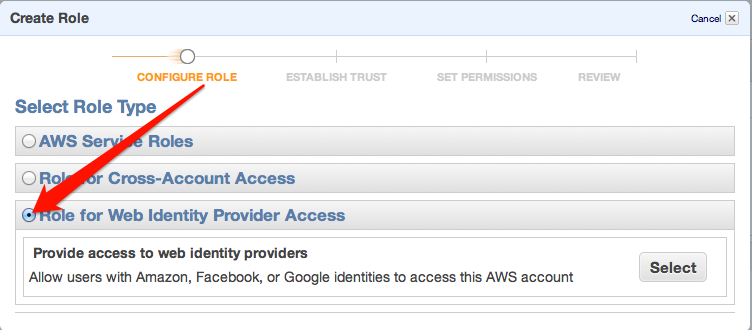 Create Role
Cancel
CONFIGURE ROLE
ESTABLISH TRUST
SET PERMISSIONS
REVIEW
Select Role Type
AWS Service Roles
Role for Cross-Account Access
Role for Web Identity Provider Access
Provide access to web identity providers
Allow users with Amazon, Facebook, or Google identities to access this AWS account
Select